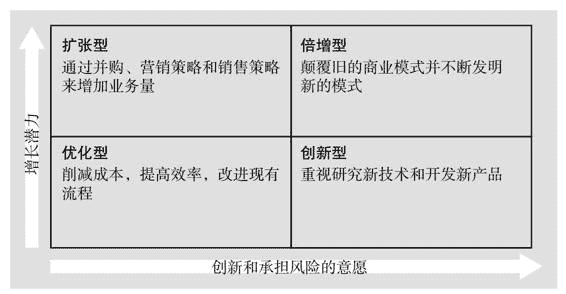 扩张型
通过并购、营销策略和销售策略
来增加业务量
倍增型
颠覆旧的商业模式并不断发明
新的模式
优化型
削减成本，提高效率，改进现有
流程
创新型
重视研究新技术和开发新产品
增长潜力
创新和承担风险的意愿